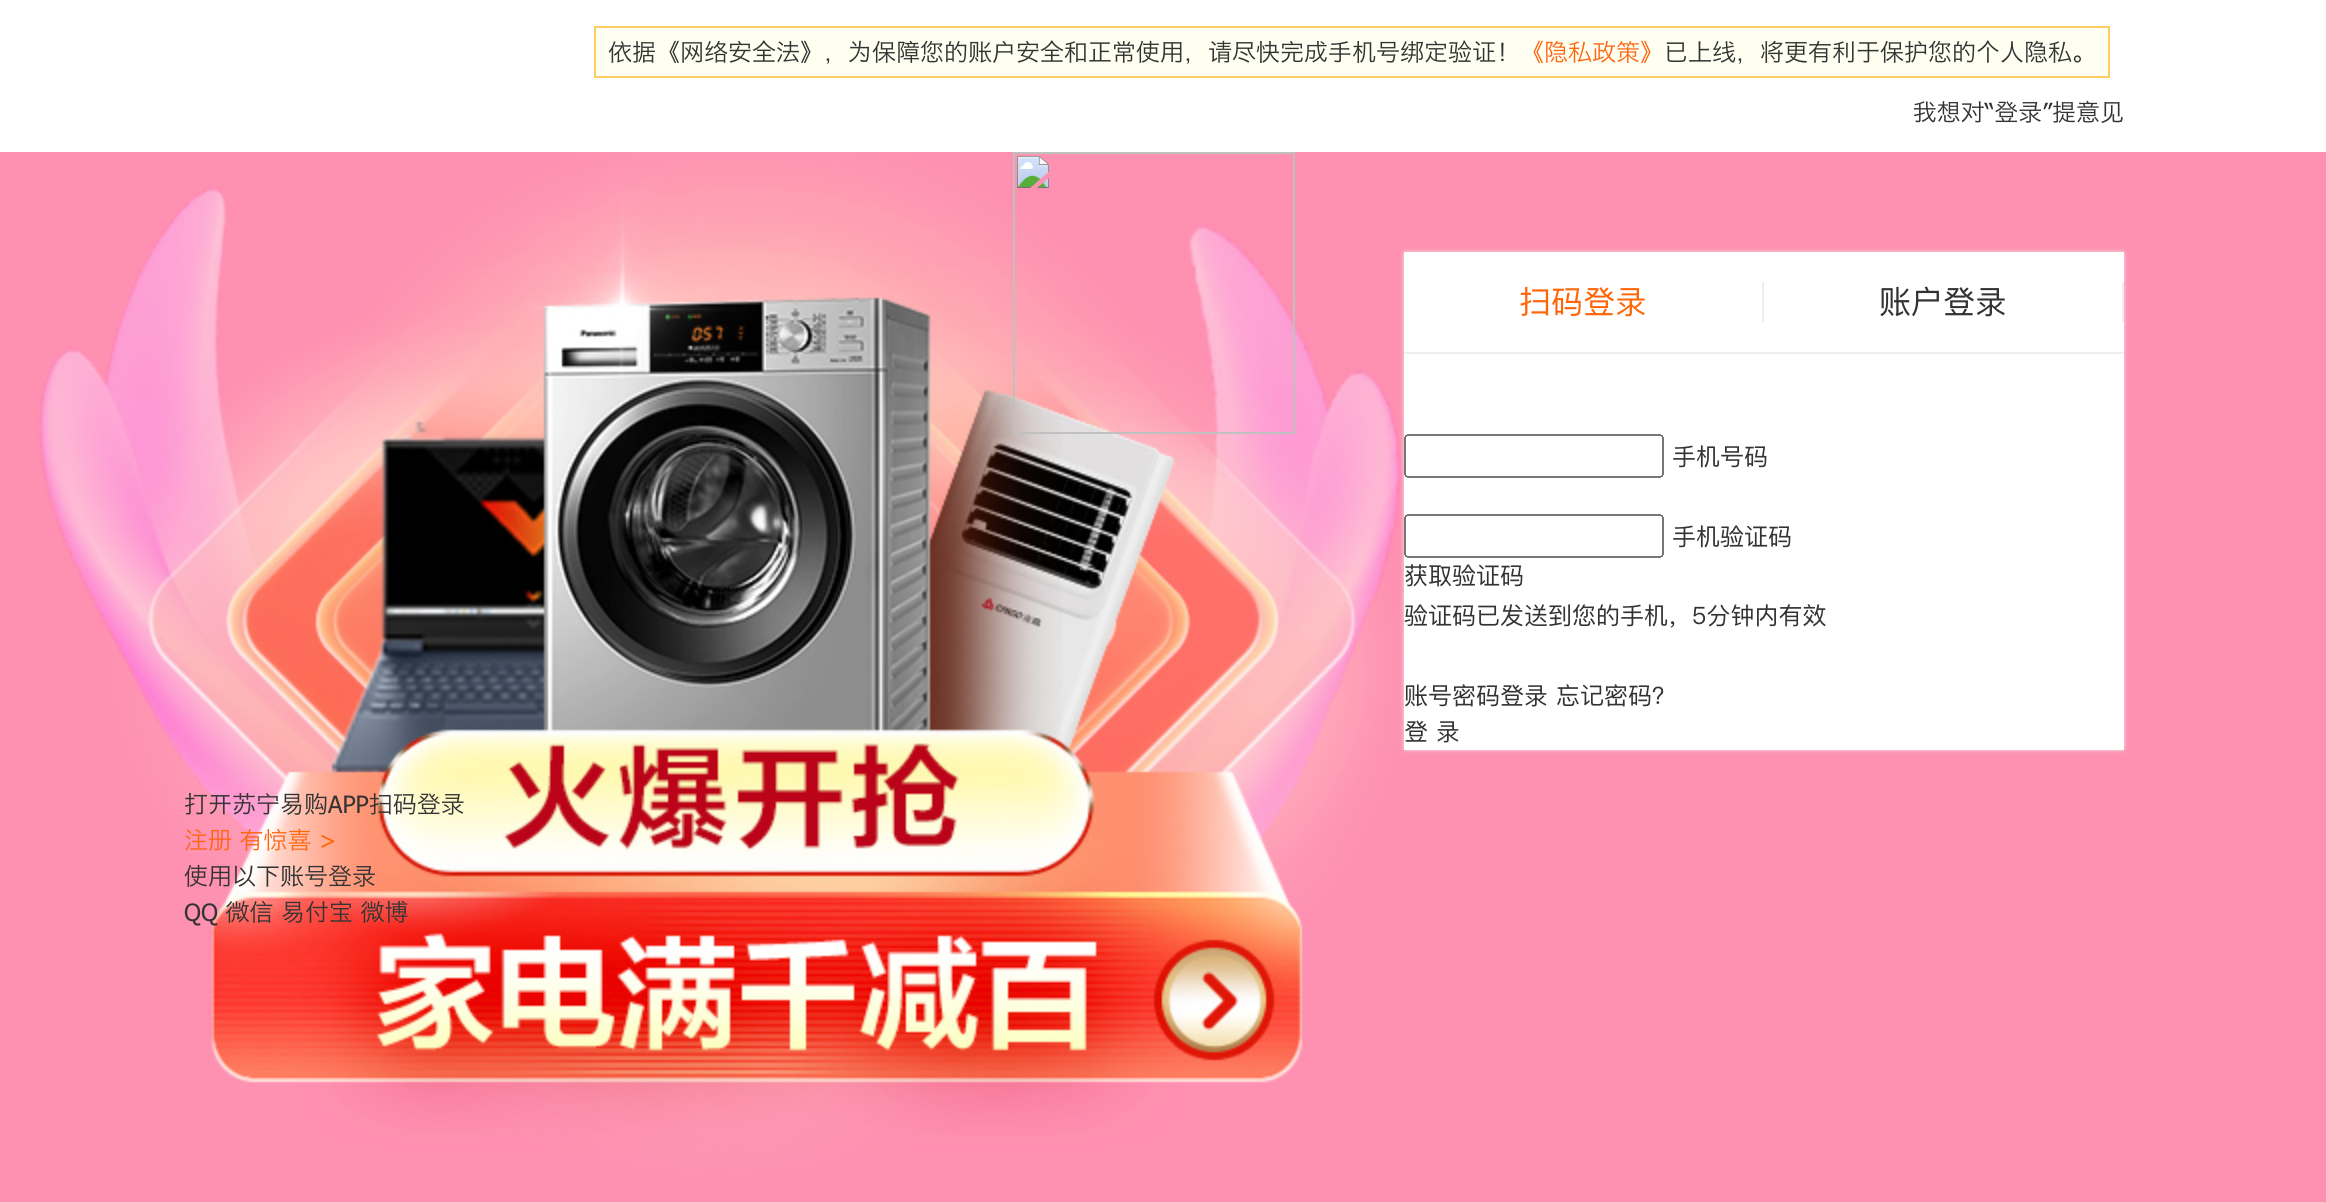 依据《网络安全法》，为保障您的账户安全和正常使用，请尽快完成手机号绑定验证！《隐私政策》已上线，将更有利于保护您的个人隐私。
我想对“登录”提意见
扫码登录 账户登录
手机号码
手机验证码
获取验证码
验证码已发送到您的手机，5分钟内有效
账号密码登录 忘记密码?
登 录
Panasonic
057
火爆开抢
打开苏宁易购APP扫码登录
注册 有惊喜 >
使用以下账号登录
QQ 微信 易付宝 微博
家电满千减百